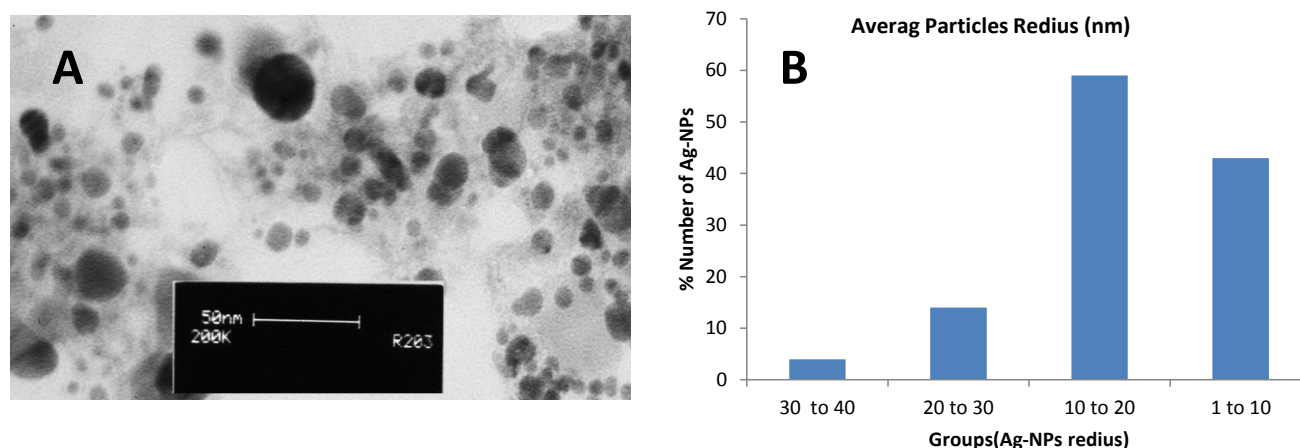 A
50nm
200K
R203
B
Averag Particles Redius (nm)
% Number of Ag-NPs
70
60
50
40
30
20
10
0
30 to 40
20 to 30
10 to 20
1 to 10
Groups(Ag-NPs redius)